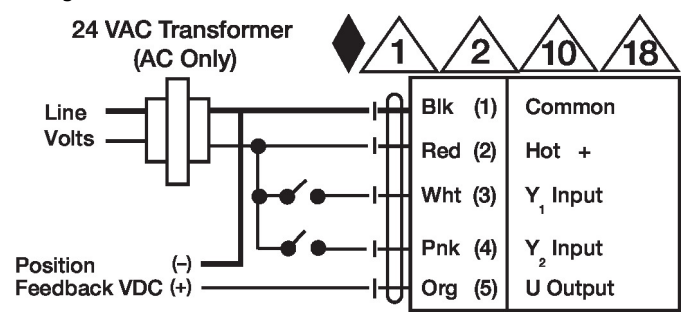 24 VAC Transformer
(AC Only)
1 2 10 18
Line
Volts
Blk (1) Common
Red (2) Hot +
Wht (3) Y1 Input
Pnk (4) Y2 Input
Org (5) U Output
Position (–)
Feedback VDC (+)